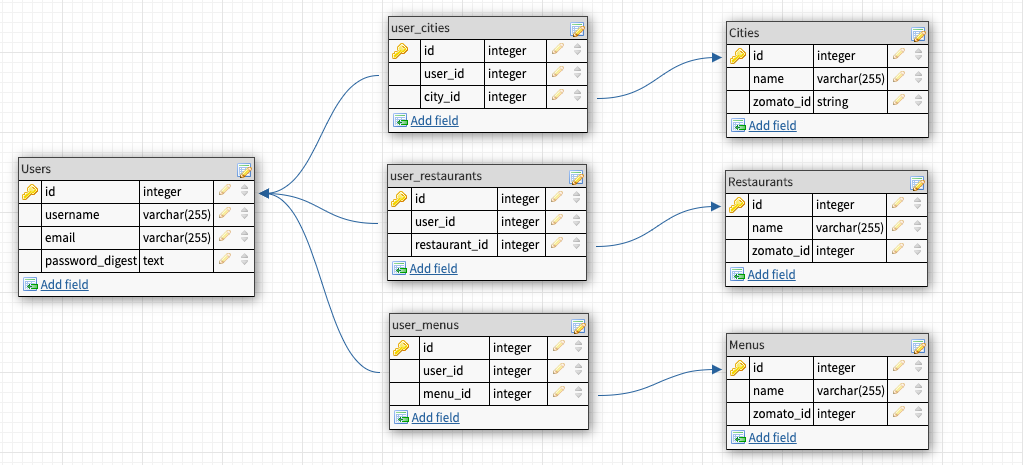 Users
id integer
username varchar(255)
email varchar(255)
password_digest text
Add field
user_cities
id integer
user_id integer
city_id integer
Add field
user_restaurants
id integer
user_id integer
restaurant_id integer
Add field
user_menus
id integer
user_id integer
menu_id integer
Add field
Cities
id integer
name varchar(255)
zomato_id string
Add field
Restaurants
id integer
name varchar(255)
zomato_id integer
Add field
Menus
id integer
name varchar(255)
zomato_id integer
Add field